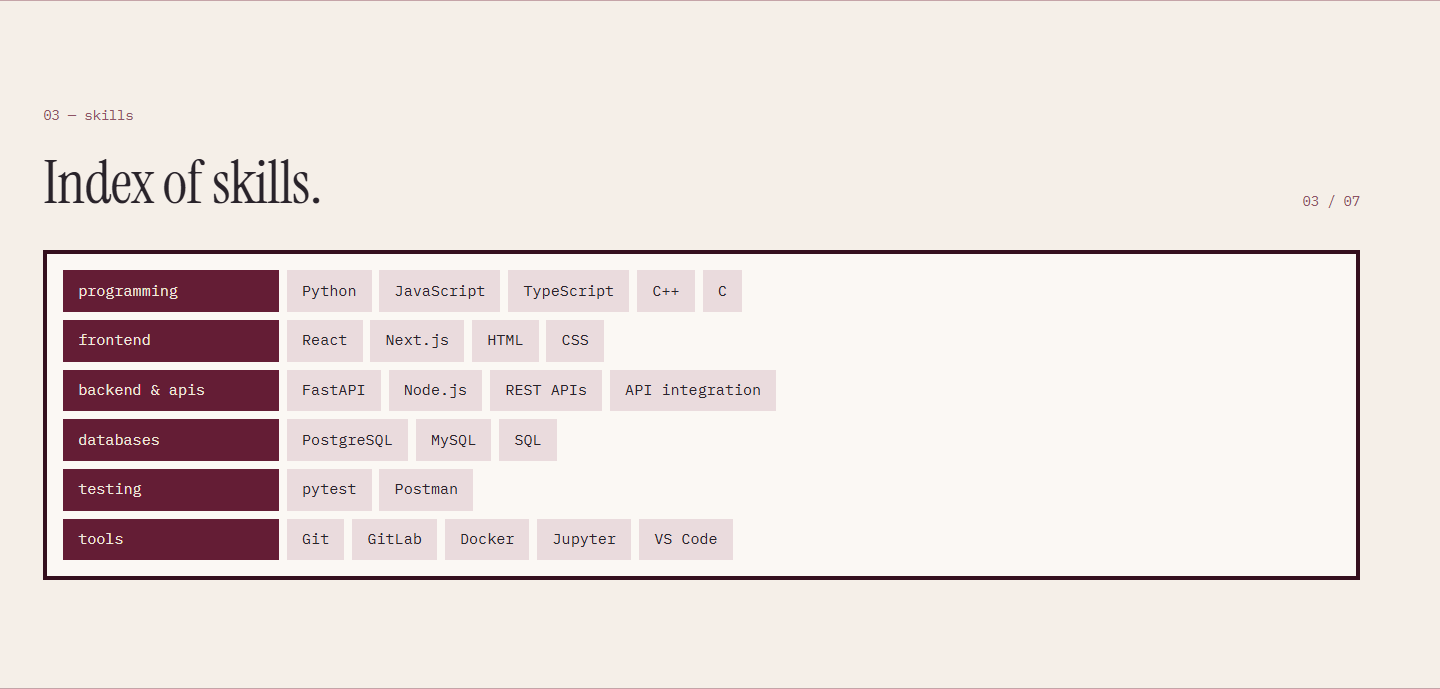 03 — skills
Index of skills.
03 / 07
programming Python JavaScript TypeScript C++ C
frontend React Next.js HTML CSS
backend & apis FastAPI Node.js REST APIs API integration
databases PostgreSQL MySQL SQL
testing pytest Postman
tools Git GitLab Docker Jupyter VS Code